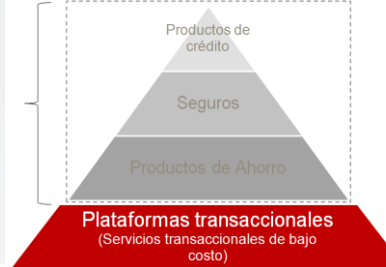 Productos de
crédito
Seguros
Productos de Ahorro
Plataformas transaccionales
(Servicios transaccionales de bajo
costo)